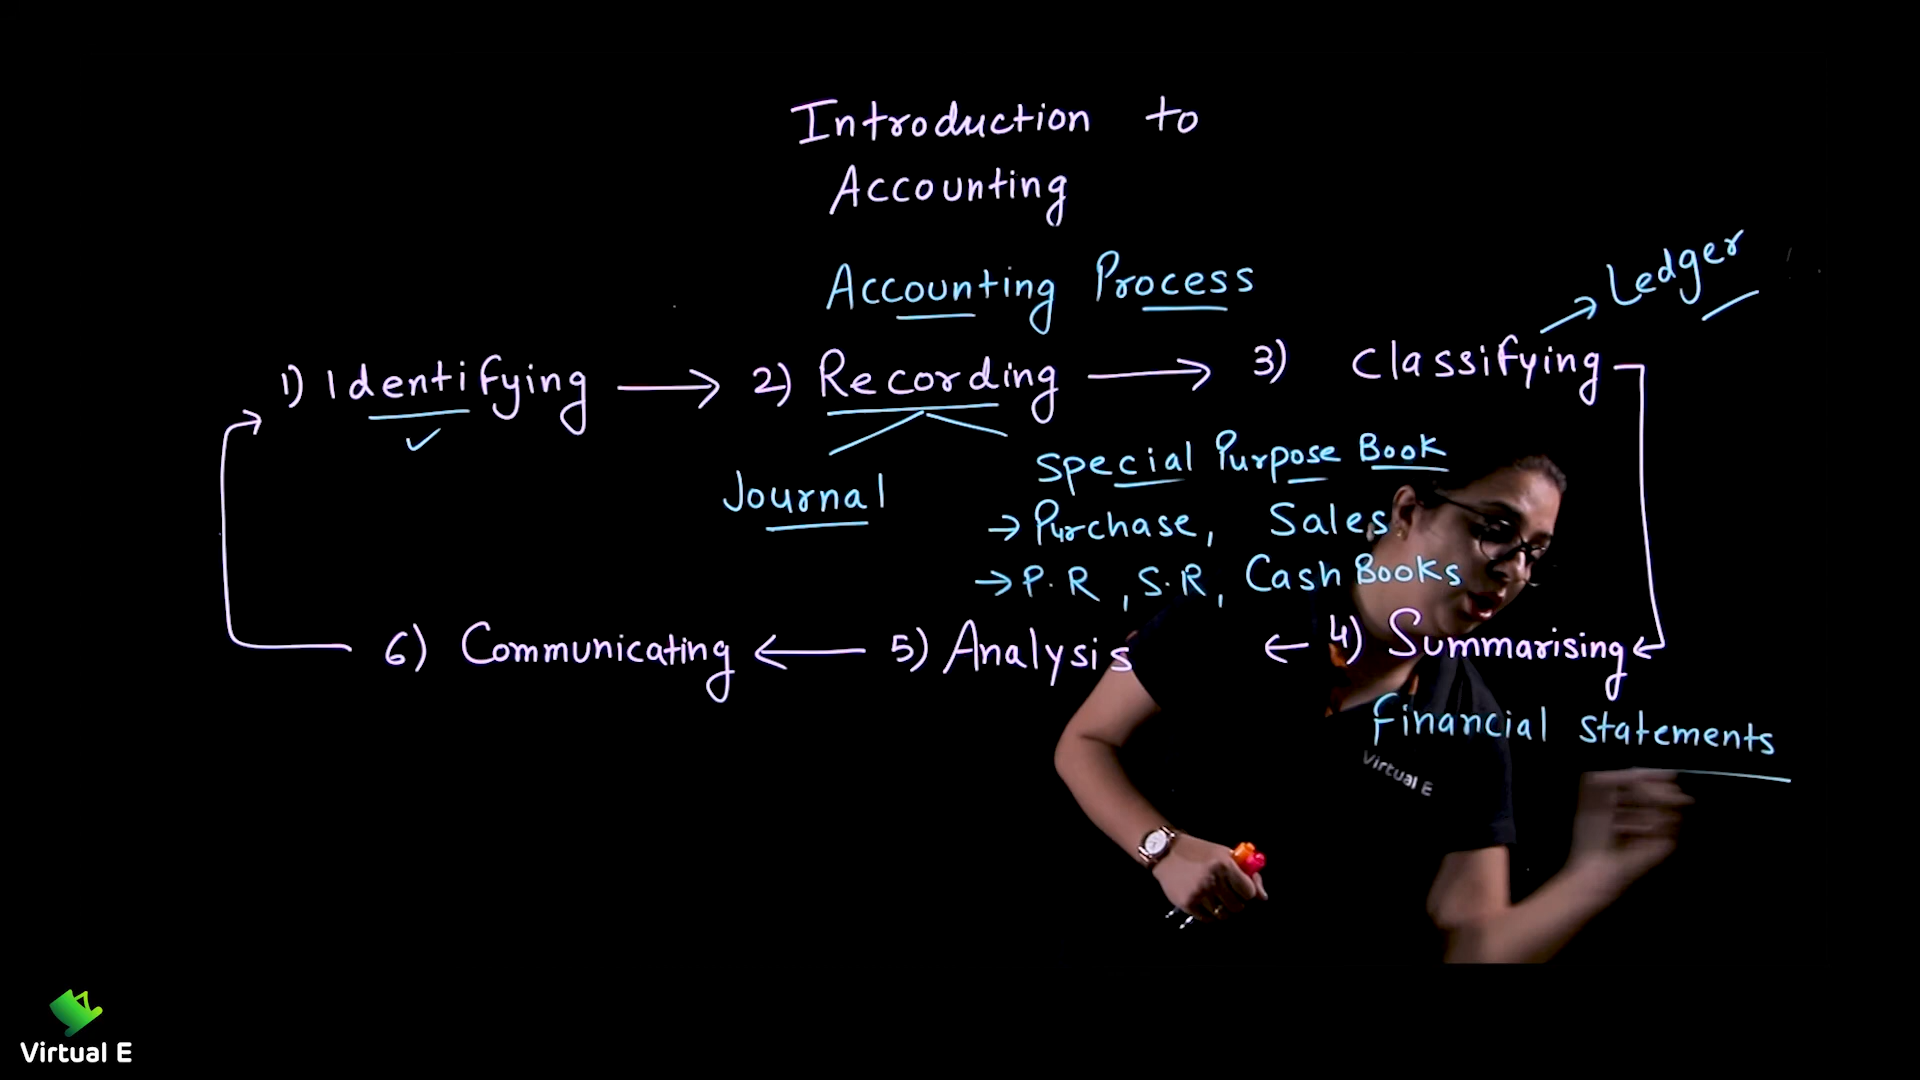 Introduction to
Accounting
Accounting Process
Ledger
1) Identifying → 2) Recording → 3) Classifying
Journal
Special Purpose Book
→ Purchase, Sales
→ P.R, S.R, Cash Books
6) Communicating ← 5) Analysis ← 4) Summarising
Financial Statements
Virtual E
Virtual E